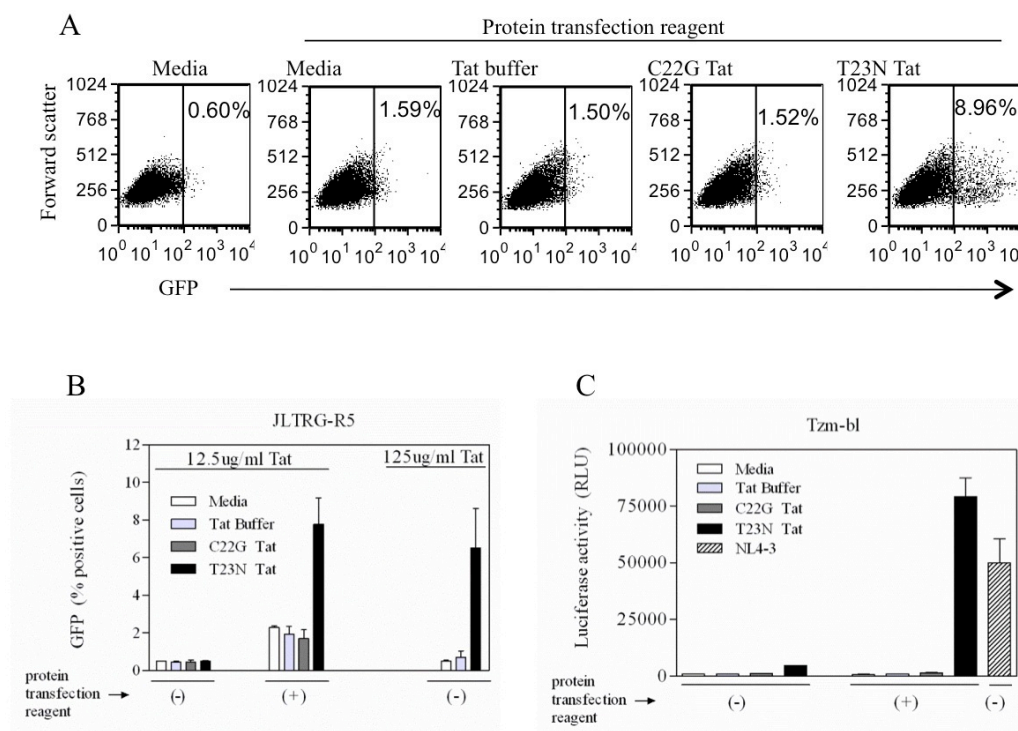 A
Protein transfection reagent
Media Media Tat buffer C22G Tat T23N Tat
Forward scatter
1024 1024 1024 1024 1024
0.60% 1.59% 1.50% 1.52% 8.96%
768 768 768 768 768
512 512 512 512 512
256 256 256 256 256
0 0 0 0 0
10⁰ 10¹ 10² 10³ 10⁴ 10⁰ 10¹ 10² 10³ 10⁴ 10⁰ 10¹ 10² 10³ 10⁴ 10⁰ 10¹ 10² 10³ 10⁴ 10⁰ 10¹ 10² 10³ 10⁴
GFP
B
JLTRG-R5
GFP (% positive cells)
12
10
8
6
4
2
0
12.5ug/ml Tat 125ug/ml Tat
Media
Tat Buffer
C22G Tat
T23N Tat
protein
transfection
reagent
(-) (+) (-)
C
Tzm-bl
Luciferase activity (RLU)
100000
75000
50000
25000
0
Media
Tat Buffer
C22G Tat
T23N Tat
NL4-3
protein
transfection
reagent
(-) (+) (-)